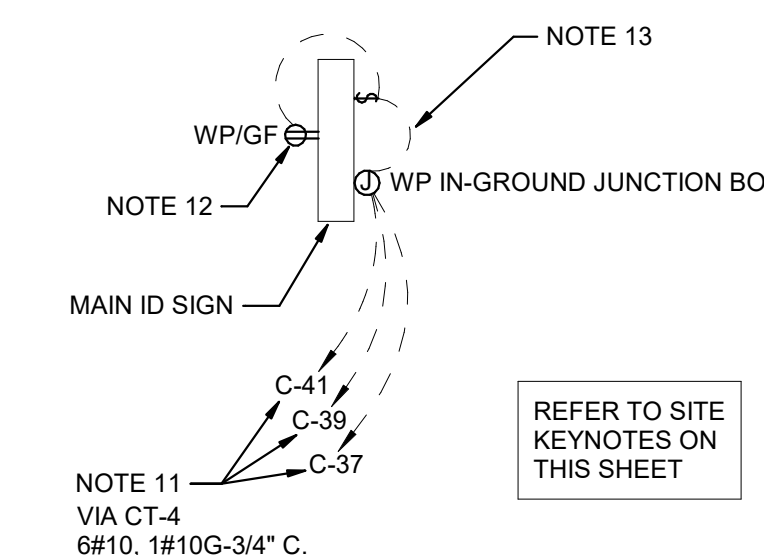 NOTE 13
S
WP/GF
J WP IN-GROUND JUNCTION BO
NOTE 12
MAIN ID SIGN
C-41
C-39
C-37
REFER TO SITE
KEYNOTES ON
THIS SHEET
NOTE 11
VIA CT-4
6#10, 1#10G-3/4" C.